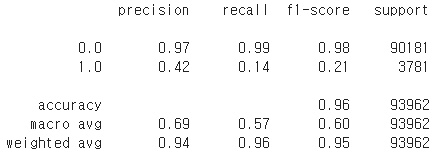 precision recall f1-score support
0.0 0.97 0.99 0.98 90181
1.0 0.42 0.14 0.21 3781
accuracy 0.96 93962
macro avg 0.69 0.57 0.60 93962
weighted avg 0.94 0.96 0.95 93962